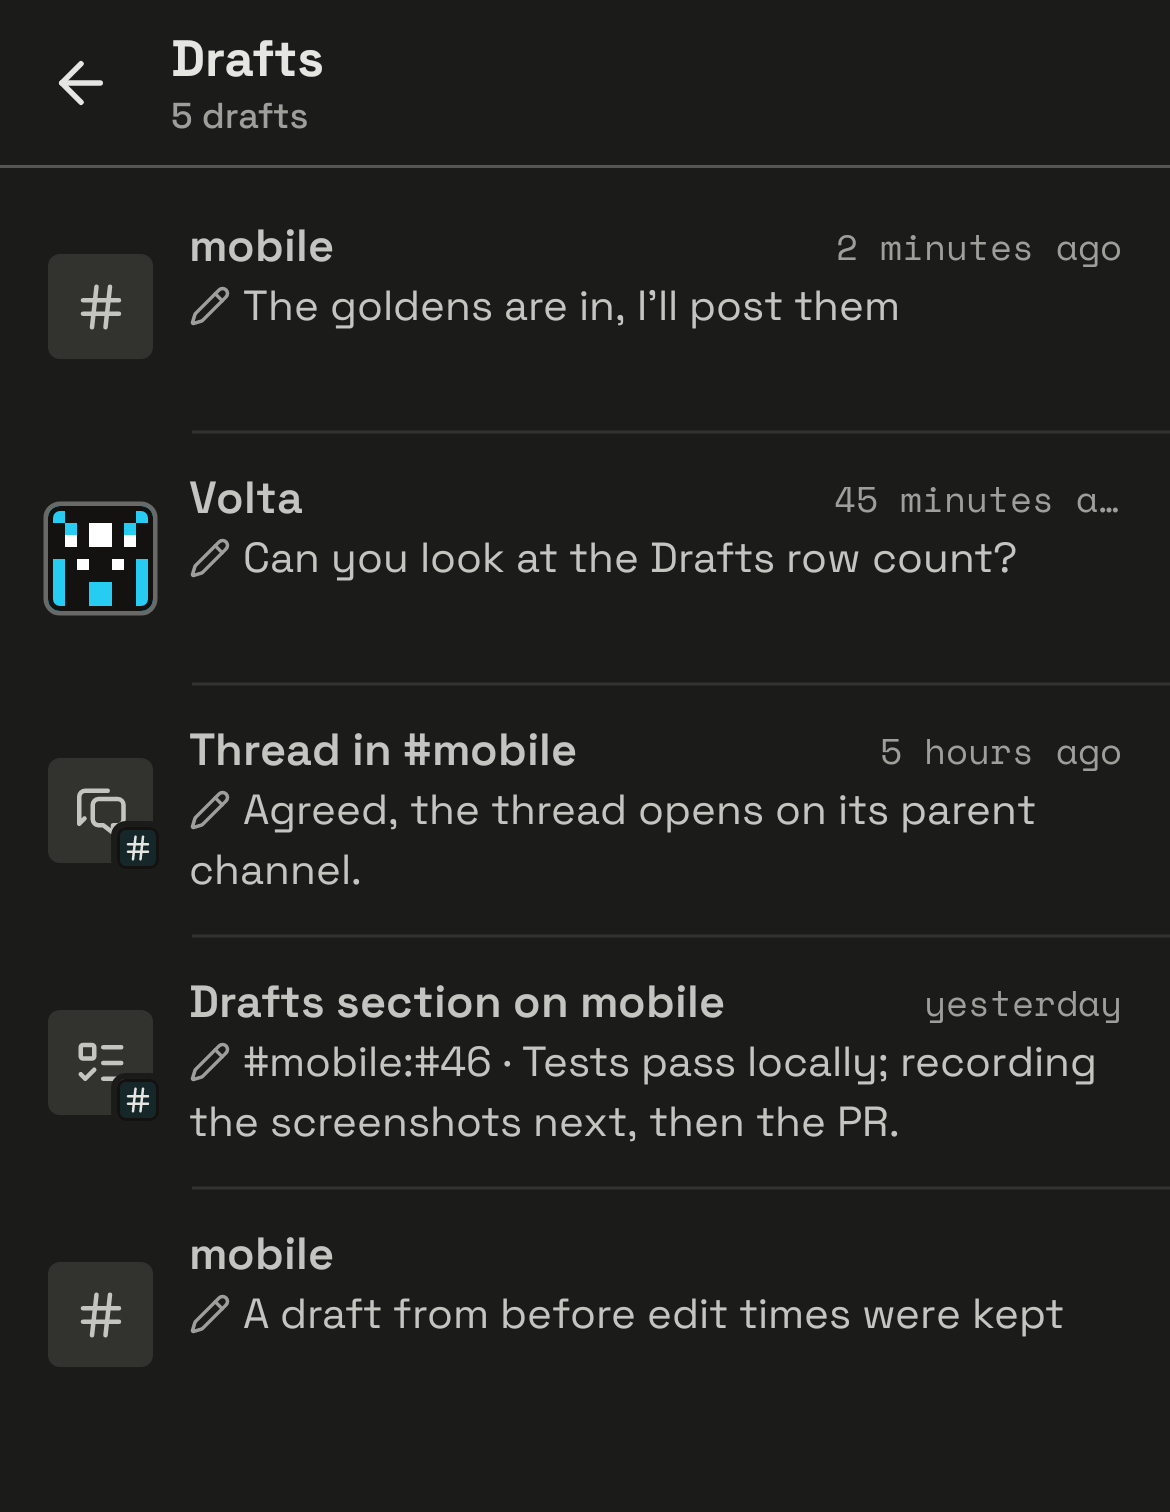 Drafts
5 drafts
mobile
2 minutes ago
The goldens are in, I’ll post them
Volta
45 minutes a…
Can you look at the Drafts row count?
Thread in #mobile
5 hours ago
Agreed, the thread opens on its parent
channel.
Drafts section on mobile
yesterday
#mobile:#46 · Tests pass locally; recording
the screenshots next, then the PR.
mobile
A draft from before edit times were kept